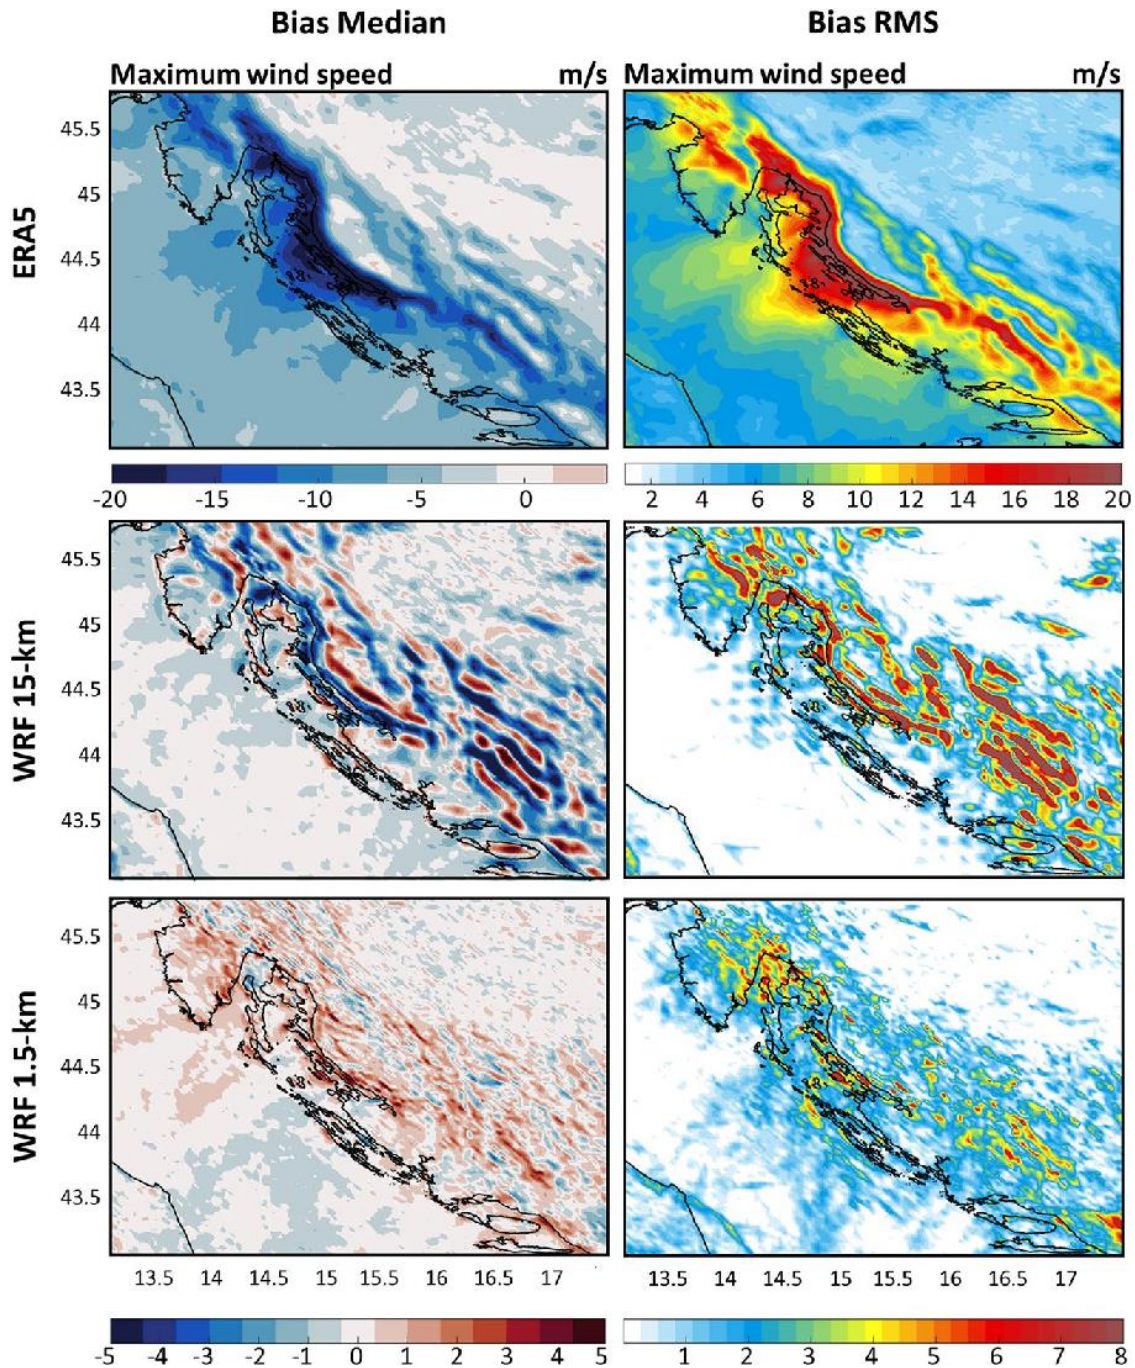 Bias Median
Bias RMS
Maximum wind speed m/s
Maximum wind speed m/s
ERA5
45.5
45
44.5
44
43.5
-20 -15 -10 -5 0
2 4 6 8 10 12 14 16 18 20
WRF 15-km
45.5
45
44.5
44
43.5
WRF 1.5-km
45.5
45
44.5
44
43.5
13.5 14 14.5 15 15.5 16 16.5 17
13.5 14 14.5 15 15.5 16 16.5 17
-5 -4 -3 -2 -1 0 1 2 3 4 5
1 2 3 4 5 6 7 8